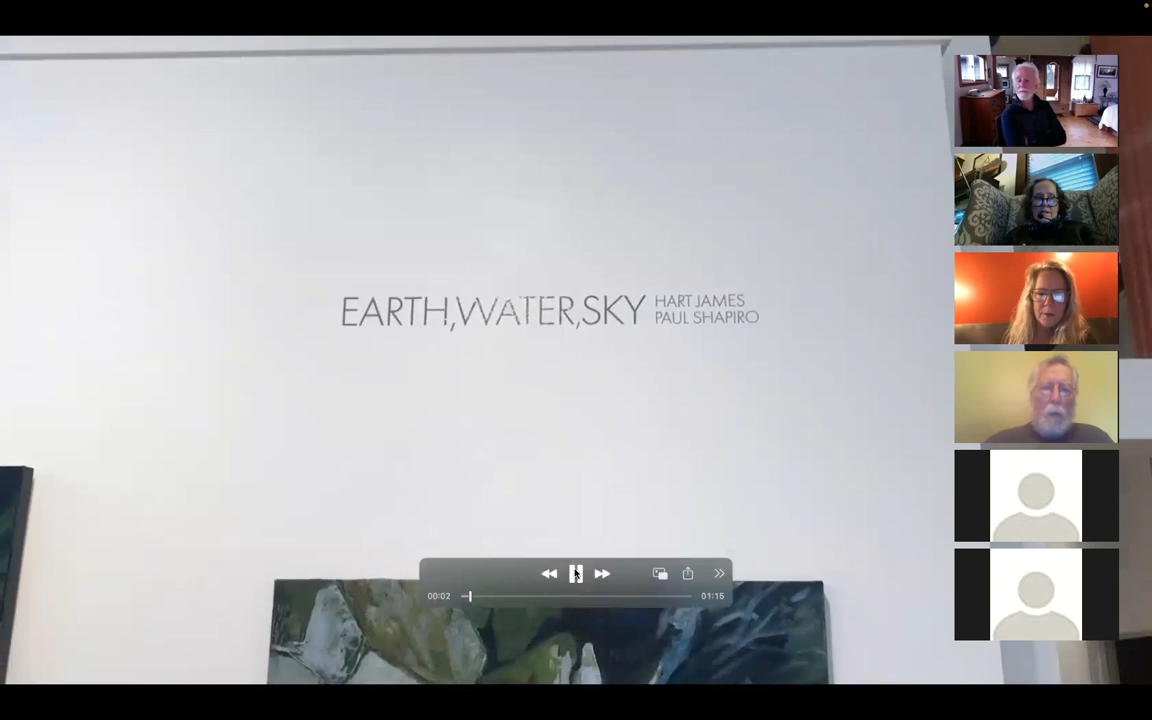 EARTH,WATER,SKY
HART JAMES
PAUL SHAPIRO
00:02
01:15